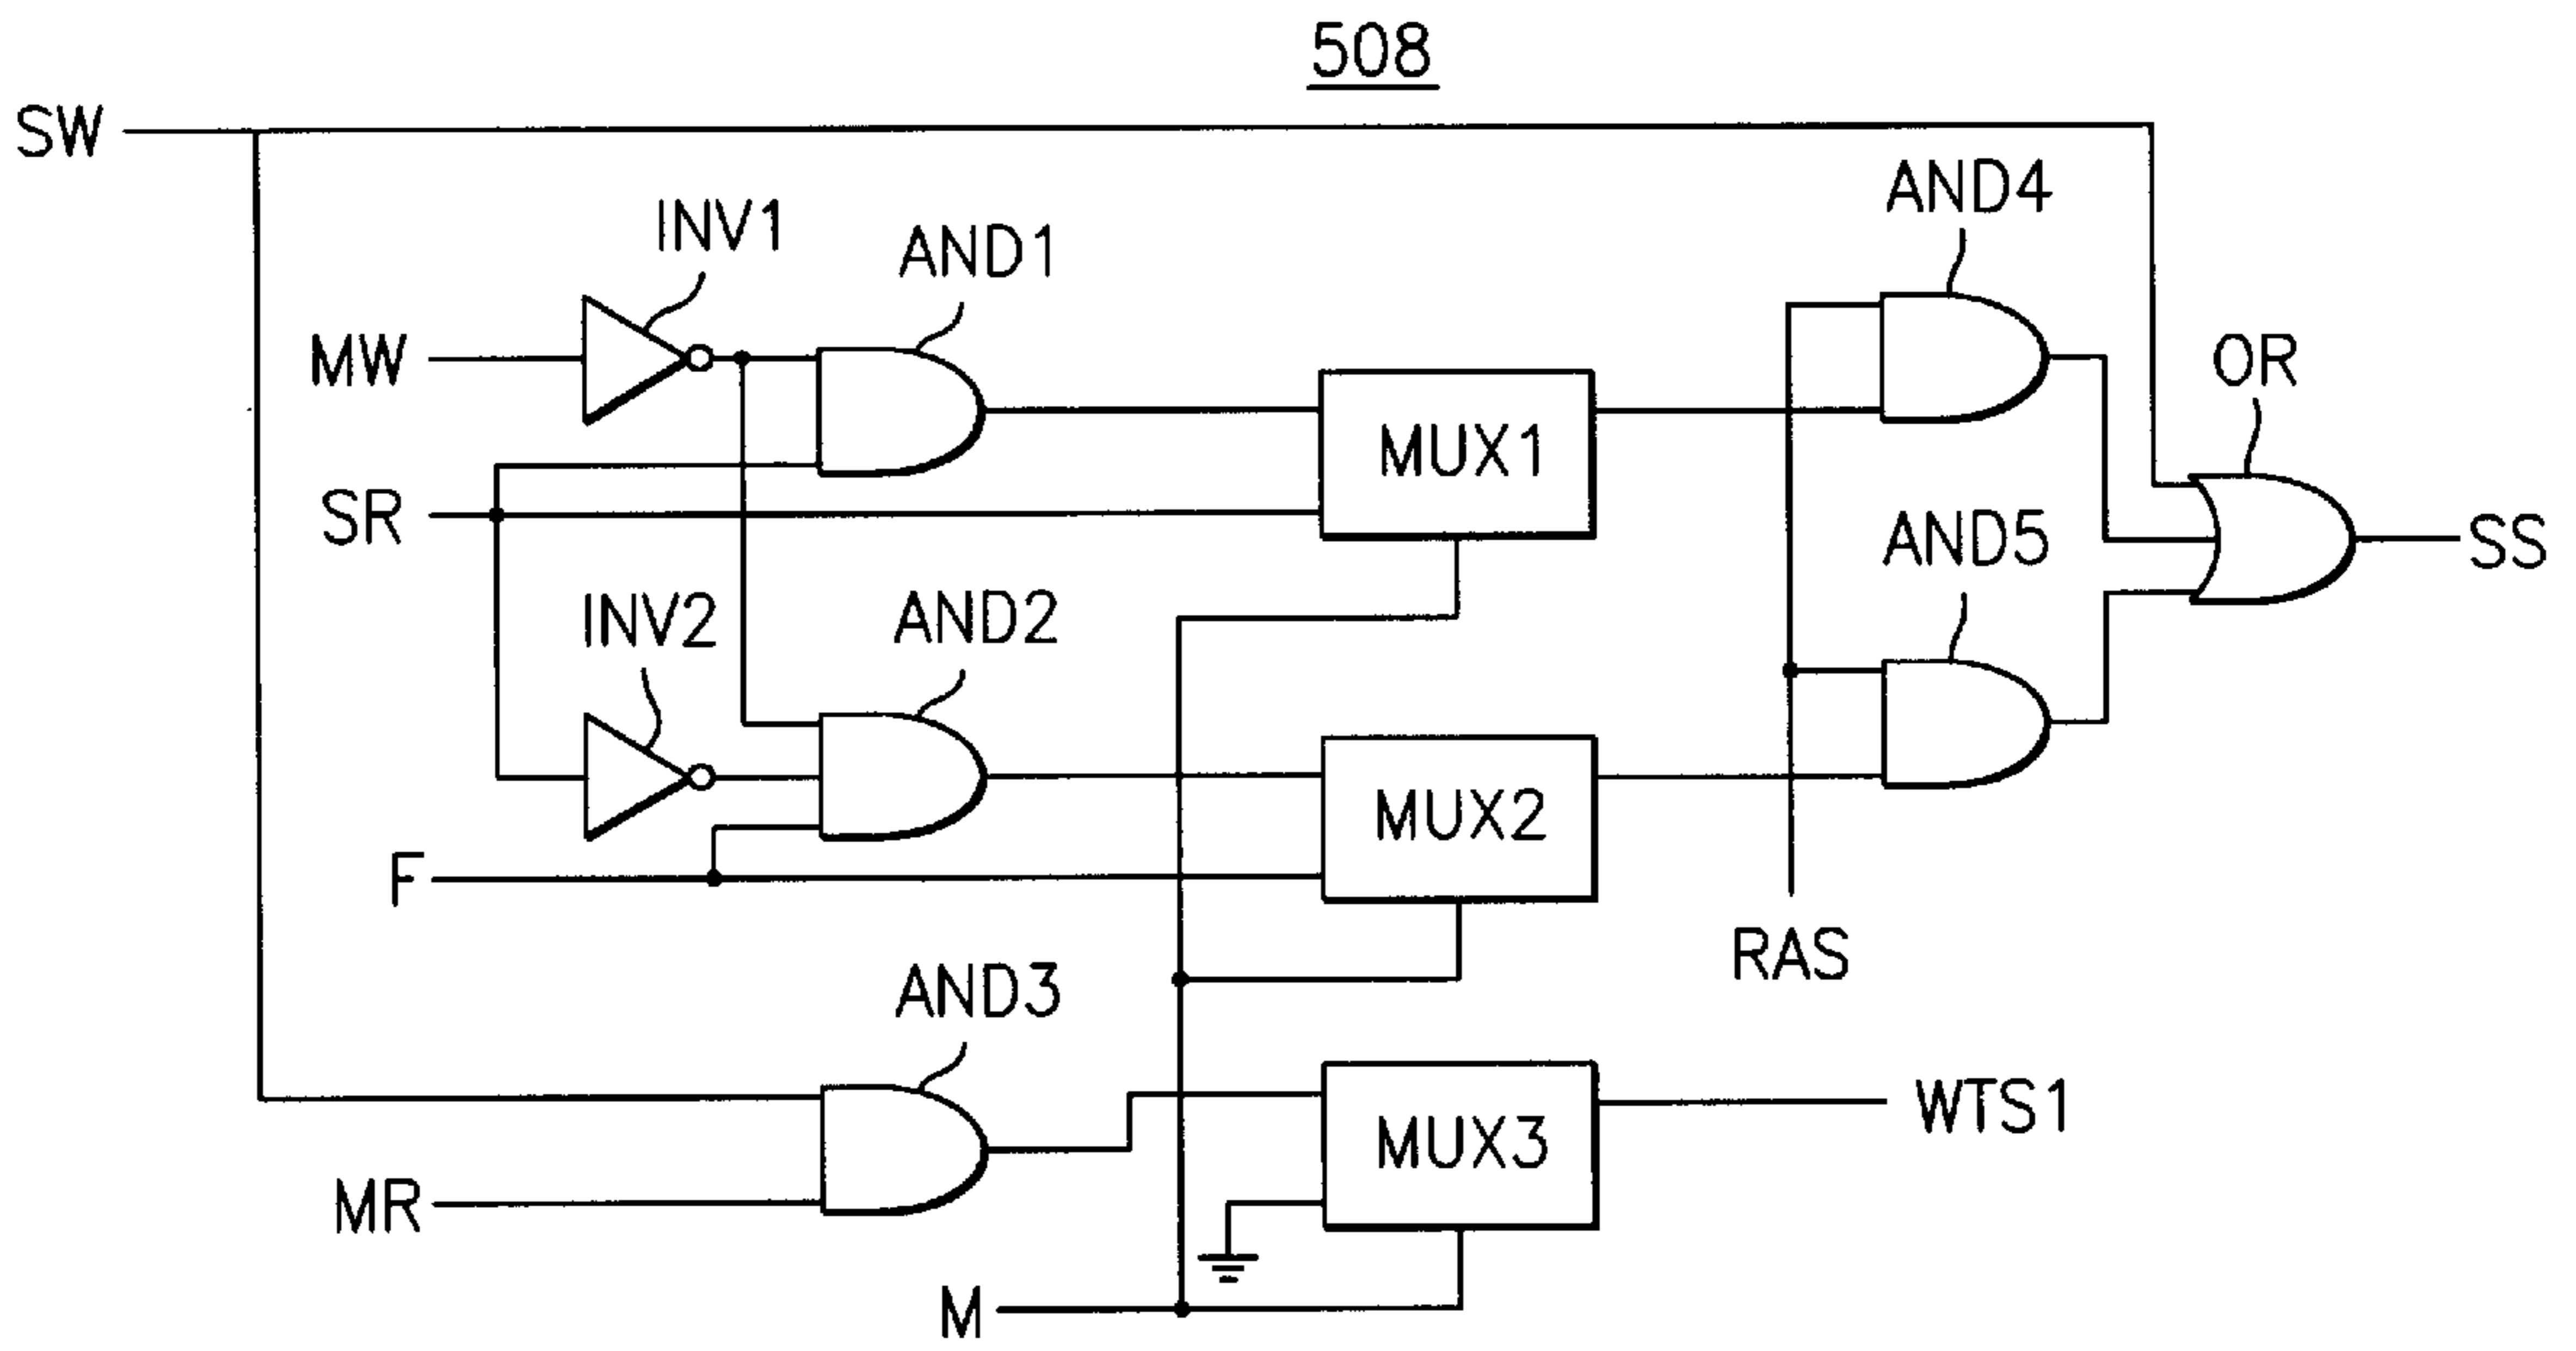 508
SW
AND4
INV1
AND1
MW
OR
MUX1
SR
AND5
SS
INV2
AND2
MUX2
F
RAS
AND3
WTS1
MUX3
MR
M